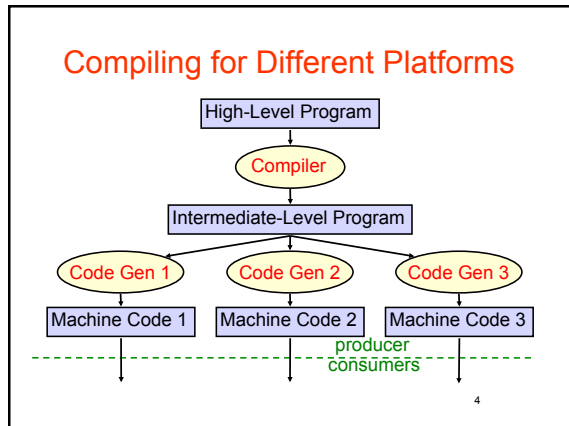 Compiling for Different Platforms
High-Level Program
Compiler
Intermediate-Level Program
Code Gen 1 Code Gen 2 Code Gen 3
Machine Code 1 Machine Code 2 Machine Code 3
producer
consumers
4